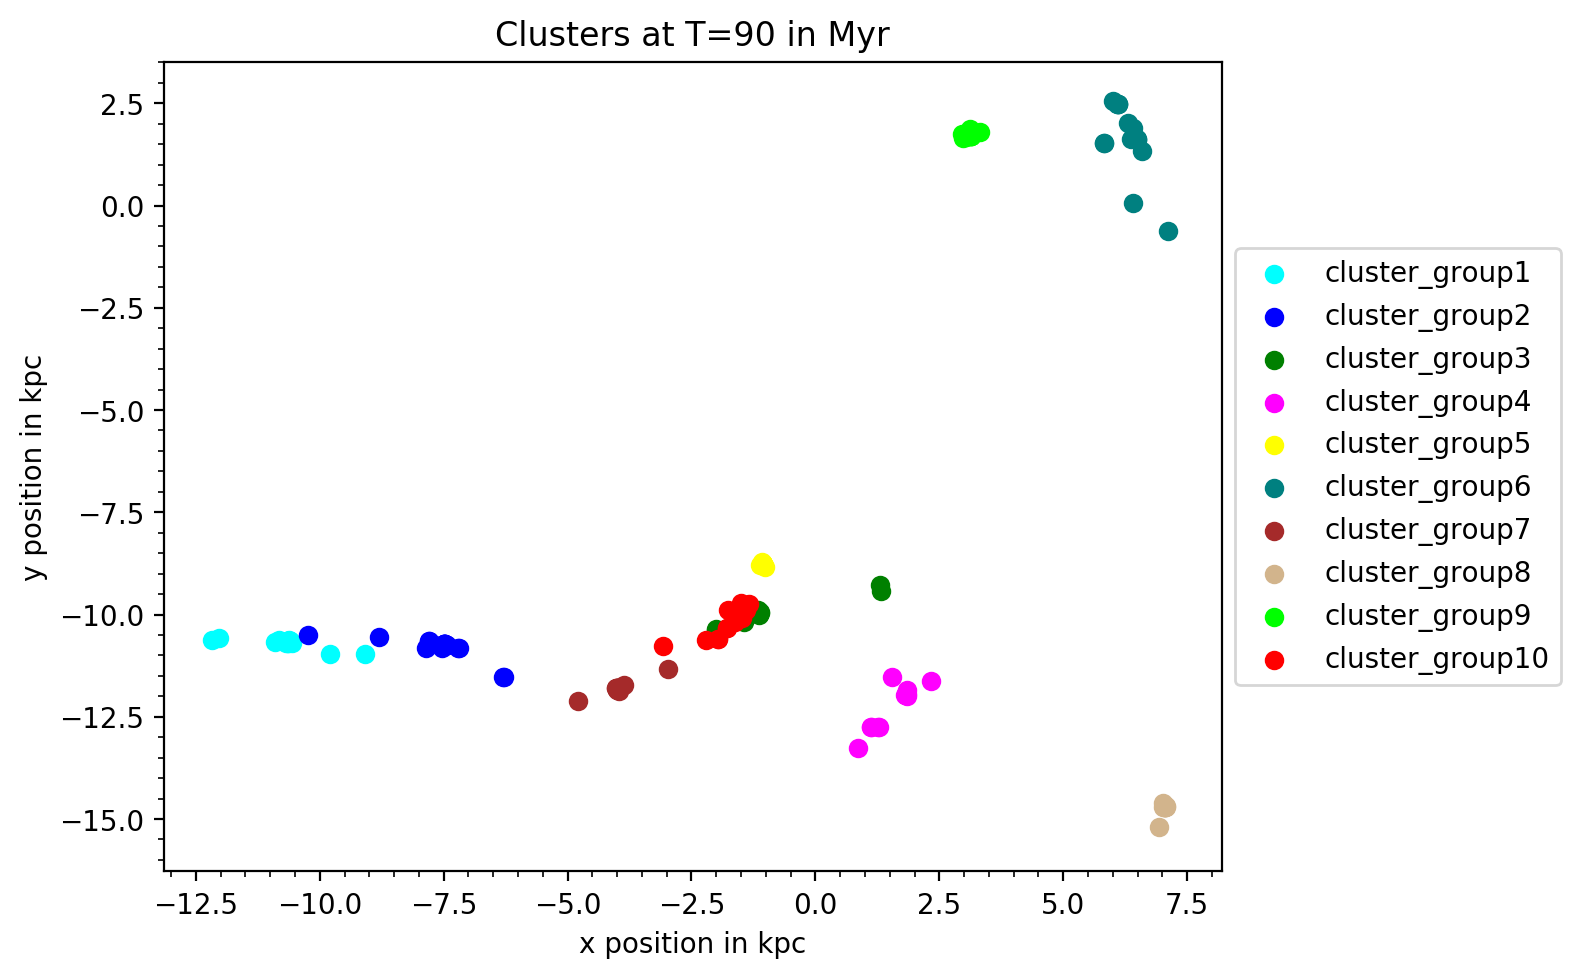 Clusters at T=90 in Myr
y position in kpc
2.5
0.0
−2.5
−5.0
−7.5
−10.0
−12.5
−15.0
−12.5 −10.0 −7.5 −5.0 −2.5 0.0 2.5 5.0 7.5
x position in kpc
cluster_group1
cluster_group2
cluster_group3
cluster_group4
cluster_group5
cluster_group6
cluster_group7
cluster_group8
cluster_group9
cluster_group10